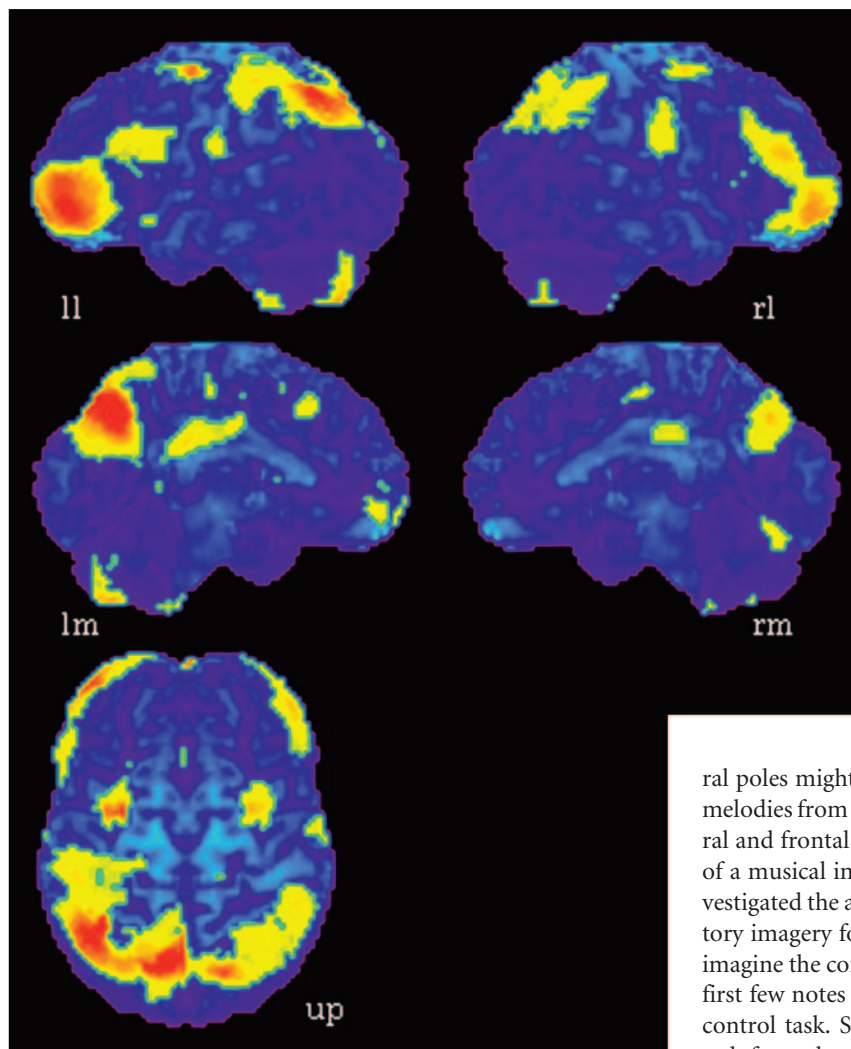 ll
rl
lm
rm
up
ral poles might
melodies from
ral and frontal
of a musical in
vestigated the a
tory imagery fo
imagine the cor
first few notes
control task. S